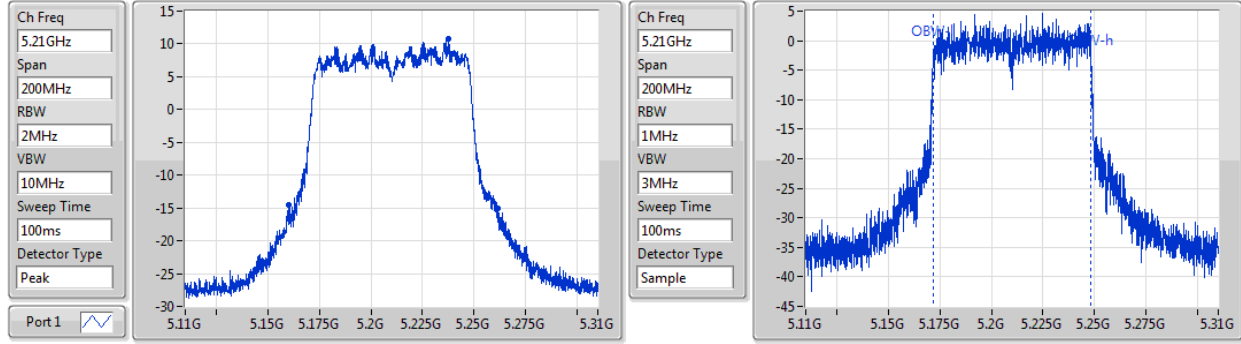 Ch Freq
5.21GHz
Span
200MHz
RBW
2MHz
VBW
10MHz
Sweep Time
100ms
Detector Type
Peak
Port 1
15
10
5
0
-5
-10
-15
-20
-25
-30
5.11G 5.15G 5.175G 5.2G 5.225G 5.25G 5.275G 5.31G
Ch Freq
5.21GHz
Span
200MHz
RBW
1MHz
VBW
3MHz
Sweep Time
100ms
Detector Type
Sample
5
0
-5
-10
-15
-20
-25
-30
-35
-40
-45
5.11G 5.15G 5.175G 5.2G 5.225G 5.25G 5.275G 5.31G